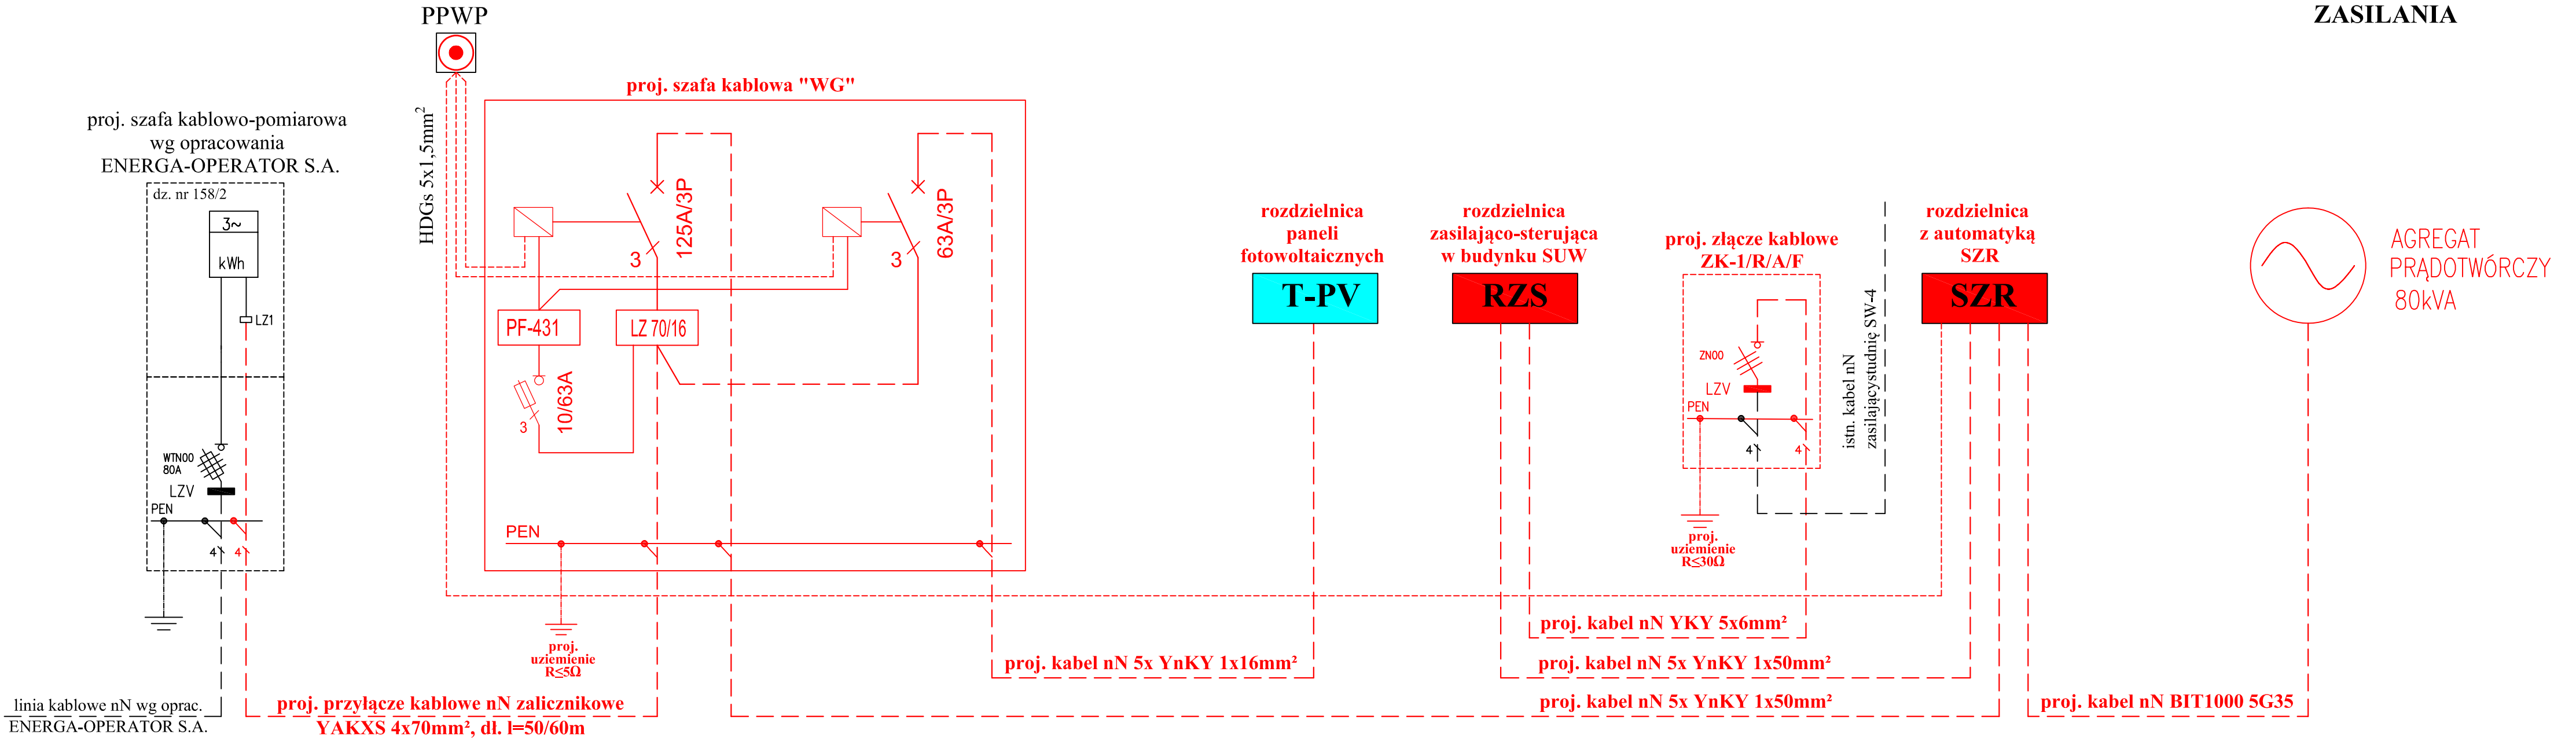 ZASILANIA
PPWP
HDGs 5x1,5mm²
proj. szafa kablowo-pomiarowa
wg opracowania
ENERGA-OPERATOR S.A.
dz. nr 158/2
3~
kWh
LZ1
WTN00
80A
LZV
PEN
4
4
linia kablowe nN wg oprac.
ENERGA-OPERATOR S.A.
proj. przyłącze kablowe nN zalicznikowe
YAKXS 4x70mm², dł. l=50/60m
proj. szafa kablowa "WG"
125A/3P
3
63A/3P
3
PF-431
LZ 70/16
10/63A
3
PEN
proj.
uziemienie
R≤5Ω
proj. kabel nN 5x YnKY 1x16mm²
rozdzielnica
paneli
fotowoltaicznych
T-PV
rozdzielnica
zasilająco-sterująca
w budynku SUW
RZS
proj. złącze kablowe
ZK-1/R/A/F
ZN00
LZV
PEN
4
4
proj.
uziemienie
R≤30Ω
istn. kabel nN
zasilającystudnię SW-4
rozdzielnica
z automatyką
SZR
SZR
AGREGAT
PRĄDOTWÓRCZY
80kVA
proj. kabel nN YKY 5x6mm²
proj. kabel nN 5x YnKY 1x50mm²
proj. kabel nN 5x YnKY 1x50mm²
proj. kabel nN BIT1000 5G35